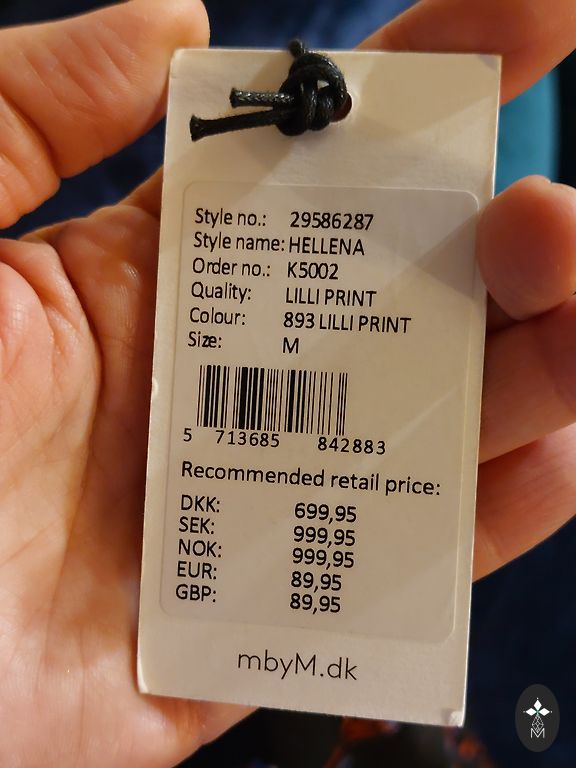 Style no.: 29586287
Style name: HELLENA
Order no.: K5002
Quality: LILLI PRINT
Colour: 893 LILLI PRINT
Size: M
5 713685 842883
Recommended retail price:
DKK: 699,95
SEK: 999,95
NOK: 999,95
EUR: 89,95
GBP: 89,95
mbyM.dk
M